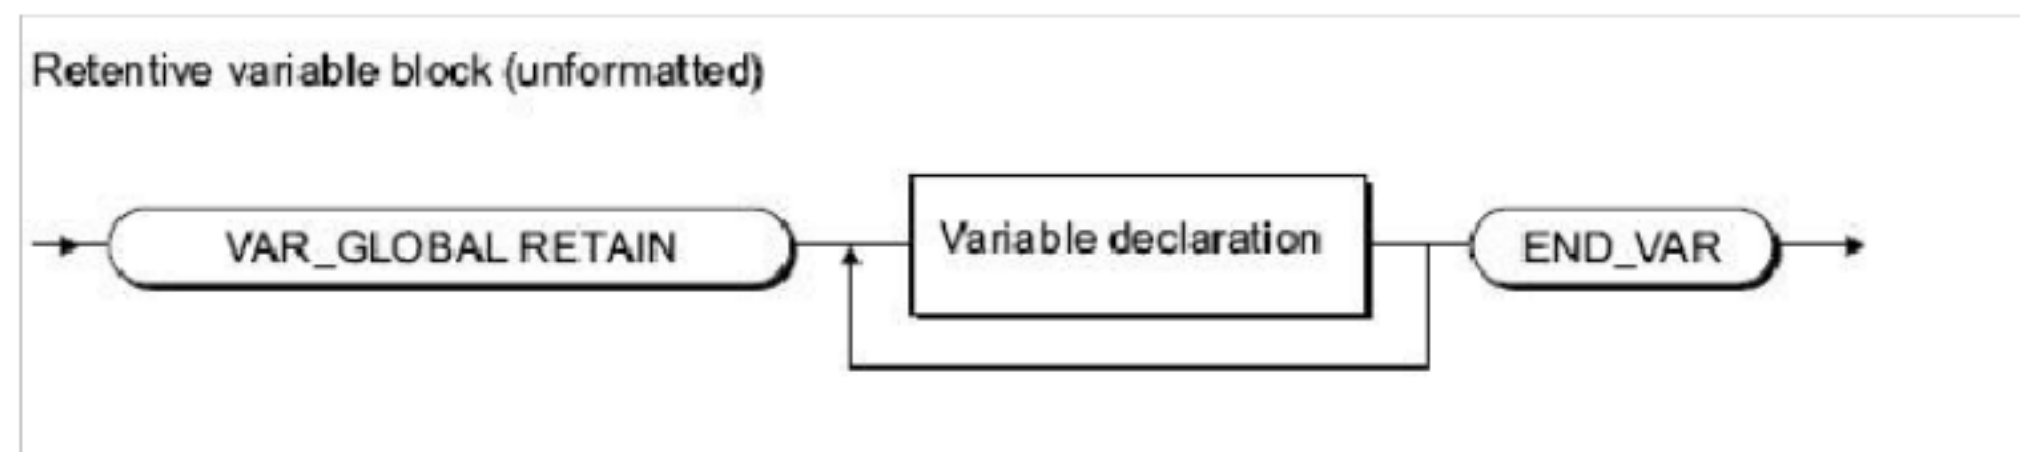 Retentive variable block (unformatted)
VAR_GLOBAL RETAIN
Variable declaration
END_VAR